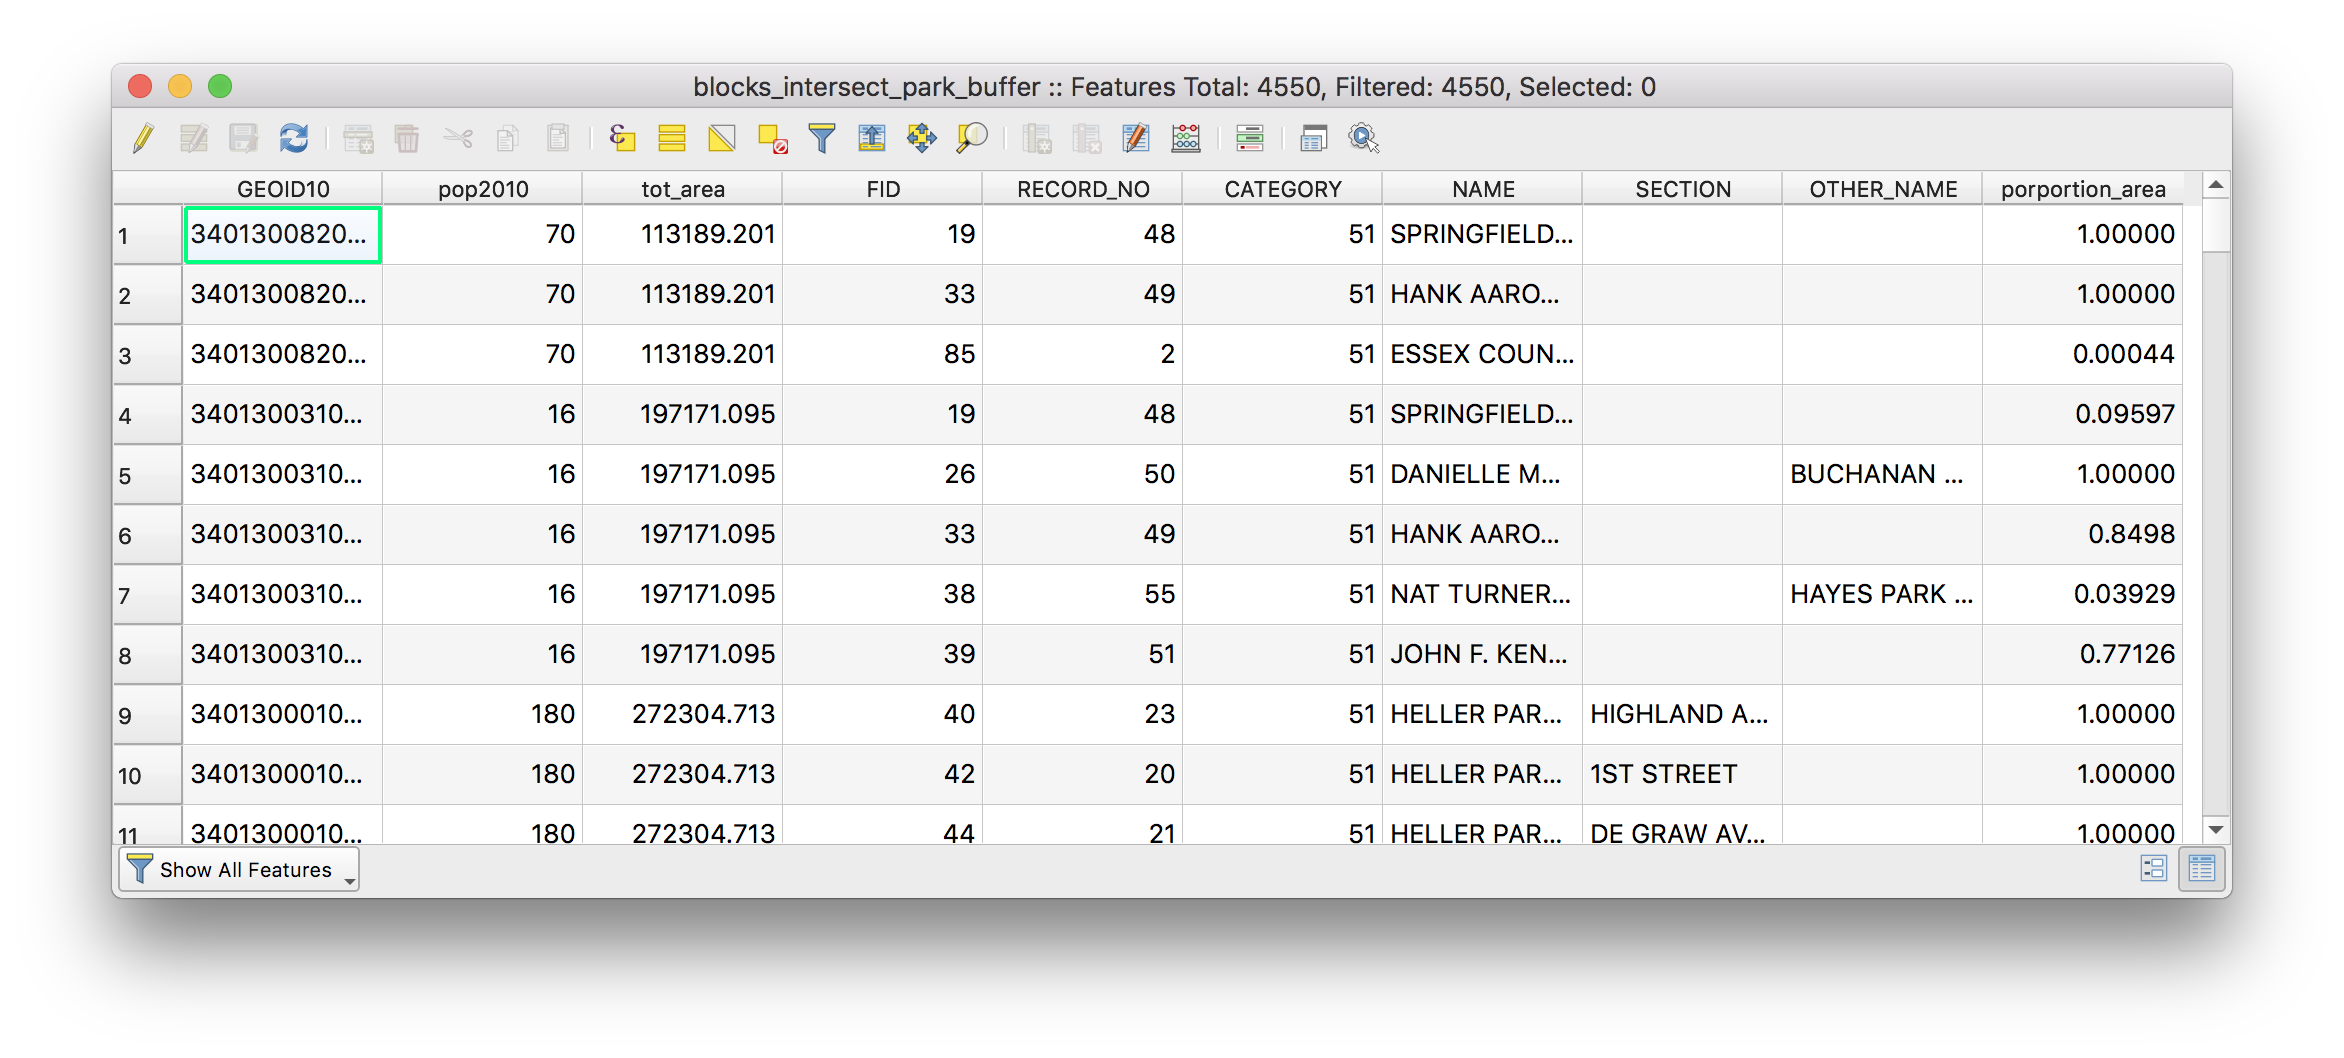 blocks_intersect_park_buffer :: Features Total: 4550, Filtered: 4550, Selected: 0
GEOID10 pop2010 tot_area FID RECORD_NO CATEGORY NAME SECTION OTHER_NAME porportion_area
1 3401300820... 70 113189.201 19 48 51 SPRINGFIELD... 1.00000
2 3401300820... 70 113189.201 33 49 51 HANK AARO... 1.00000
3 3401300820... 70 113189.201 85 2 51 ESSEX COUN... 0.00044
4 3401300310... 16 197171.095 19 48 51 SPRINGFIELD... 0.09597
5 3401300310... 16 197171.095 26 50 51 DANIELLE M... BUCHANAN ... 1.00000
6 3401300310... 16 197171.095 33 49 51 HANK AARO... 0.8498
7 3401300310... 16 197171.095 38 55 51 NAT TURNER... HAYES PARK ... 0.03929
8 3401300310... 16 197171.095 39 51 51 JOHN F. KEN... 0.77126
9 3401300010... 180 272304.713 40 23 51 HELLER PAR... HIGHLAND A... 1.00000
10 3401300010... 180 272304.713 42 20 51 HELLER PAR... 1ST STREET 1.00000
11 3401300010... 180 272304.713 44 21 51 HELLER PAR... DE GRAW AV... 1.00000
Show All Features